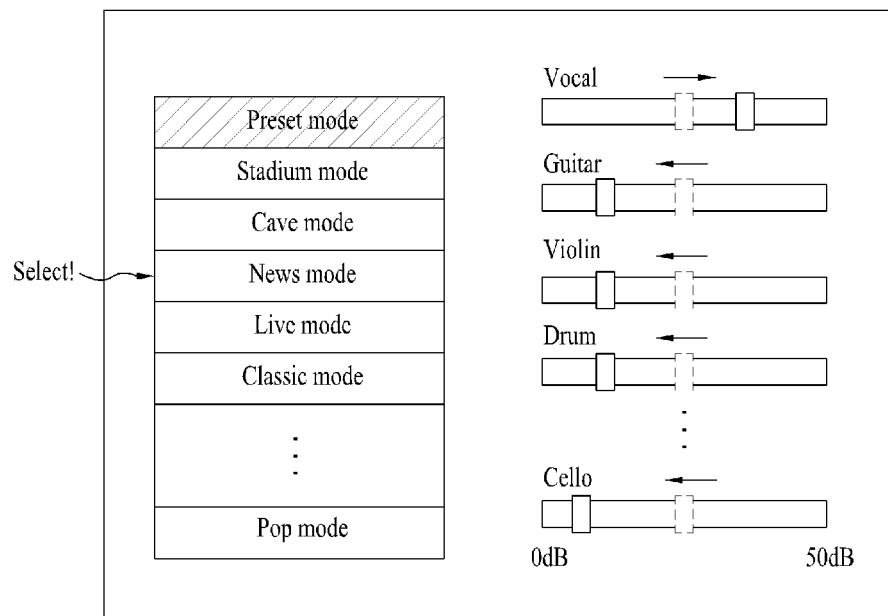 Preset mode
Stadium mode
Cave mode
Select!
News mode
Live mode
Classic mode
Pop mode
Vocal
Guitar
Violin
Drum
Cello
0dB
50dB